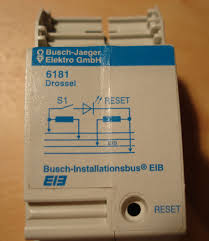 Busch-Jaeger
Elektro GmbH
6181
Drossel
S1
RESET
EIB
Busch-Installationsbus® EIB
EIB
RESET